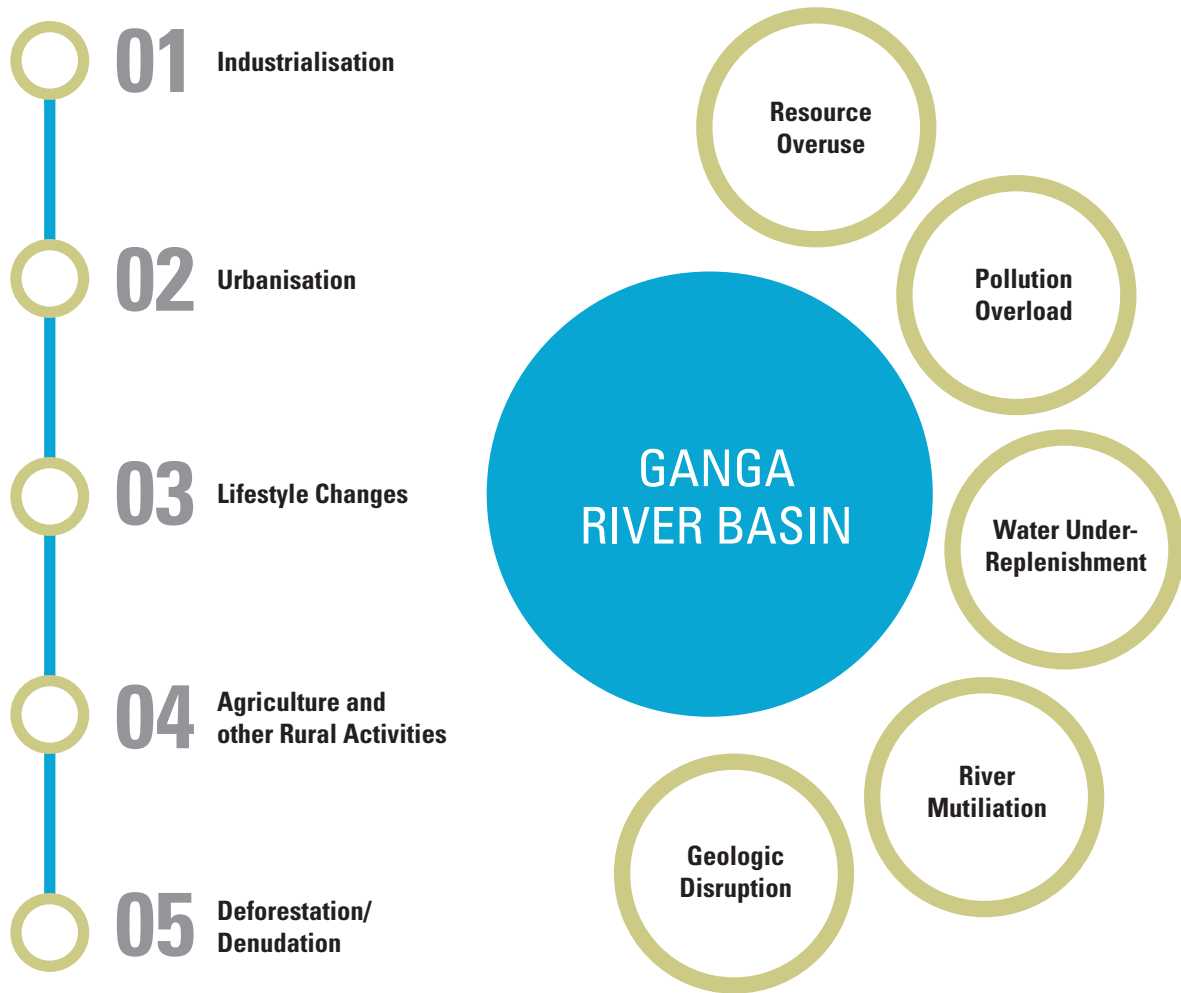 01
Industrialisation
02
Urbanisation
03
Lifestyle Changes
04
Agriculture and
other Rural Activities
05
Deforestation/
Denudation
GANGA
RIVER BASIN
Resource
Overuse
Pollution
Overload
Water Under-
Replenishment
River
Mutiliation
Geologic
Disruption